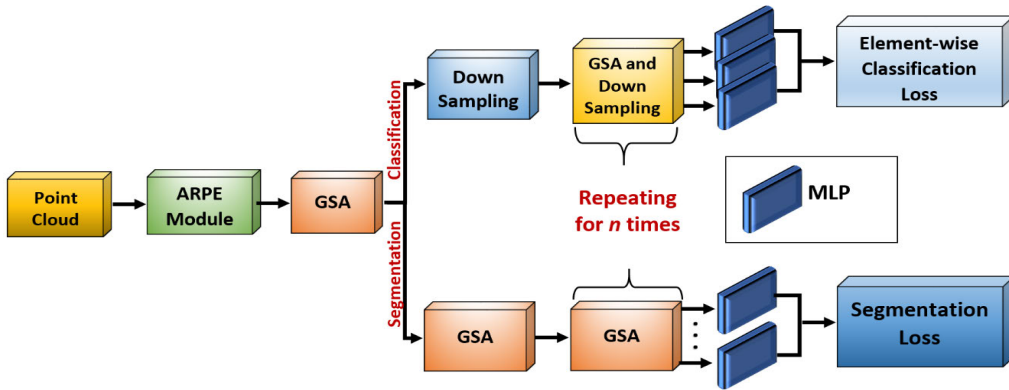 Point
Cloud
ARPE
Module
GSA
Classification
Segmentation
Down
Sampling
GSA and
Down
Sampling
Element-wise
Classification
Loss
Repeating
for n times
MLP
GSA
GSA
Segmentation
Loss